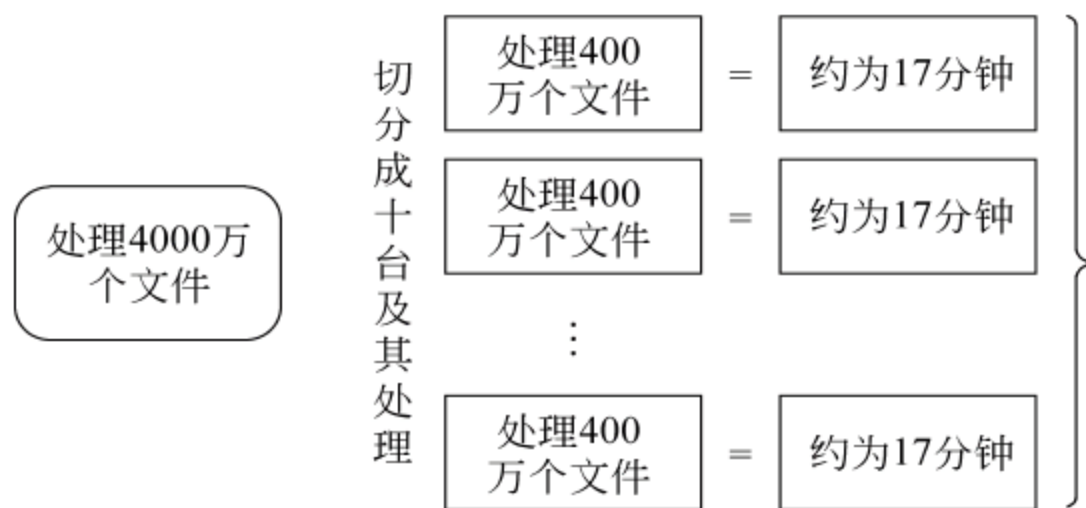 处理4000万
个文件
切分成十台及其处理
处理400
万个文件
=
约为17分钟
处理400
万个文件
=
约为17分钟
⋮
处理400
万个文件
=
约为17分钟